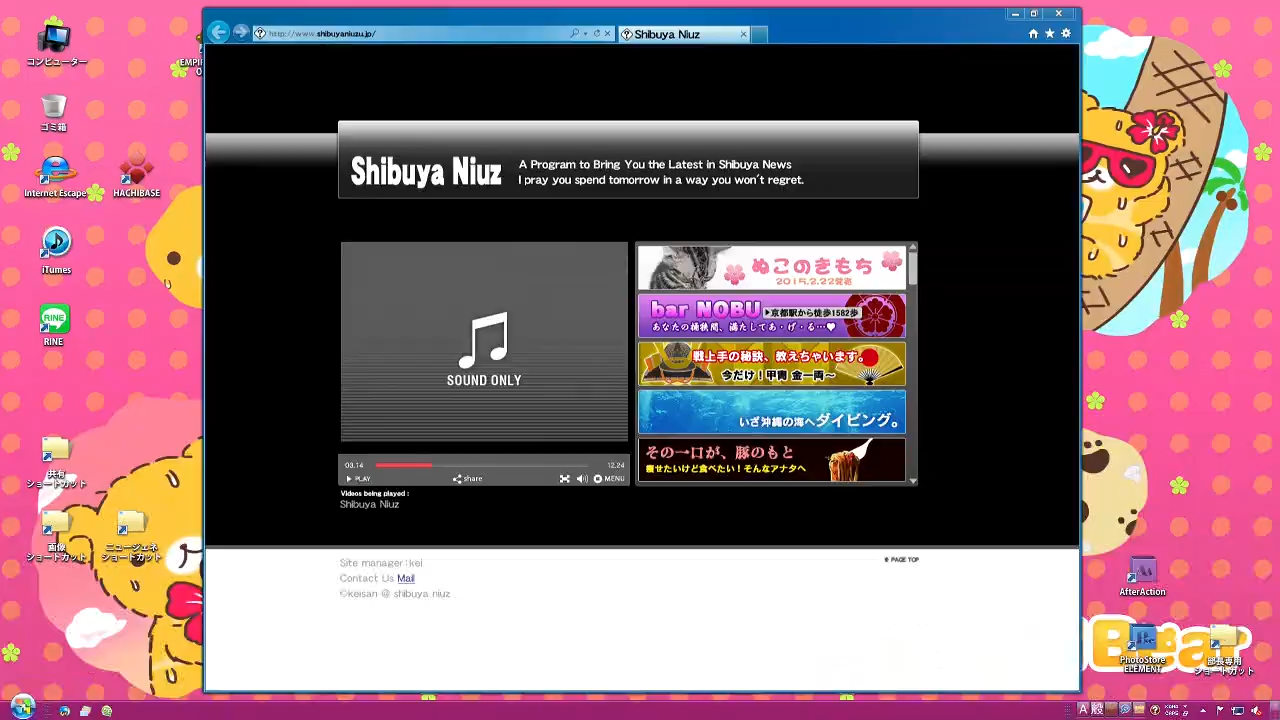 http://www.shibuyaniuzu.jp/
Shibuya Niuz
コンピューター
ゴミ箱
Internet Escape
HACHIBASE
iTumes
RINE
RINE
共有
ショートカット
画像
ショートカット
ニュージェネ
ショートカット
Shibuya Niuz
A Program to Bring You the Latest in Shibuya News
I pray you spend tomorrow in a way you won't regret.
SOUND ONLY
03.14
12.24
PLAY
share
MENU
Videos being played :
Shibuya Niuz
ぬこのきもち
2015.2.22発売
bar NOBU
京都駅から徒歩1582歩
あなたの桶狭間、満たしてあ・げ・る…♥
戦上手の秘訣、教えちゃいます。
今だけ！甲冑 金一両～
いざ沖縄の海へダイビング。
その一口が、豚のもと
痩せたいけど食べたい！そんなアナタへ
Site manager：kei
Contact Us Mail
©keisan @ shibuya niuz
PAGE TOP
AfterAction
PhotoStore
ELEMENT
部長専用
ショートカット
Bear
A 般